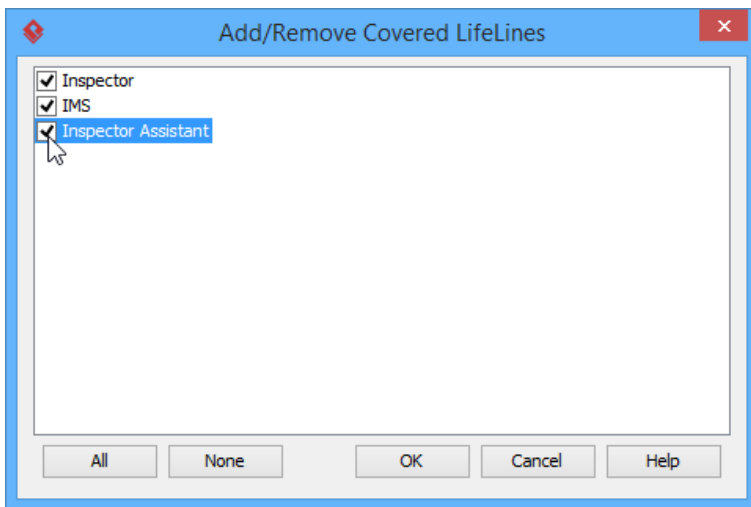 Add/Remove Covered LifeLines
Inspector
IMS
Inspector Assistant
All None OK Cancel Help